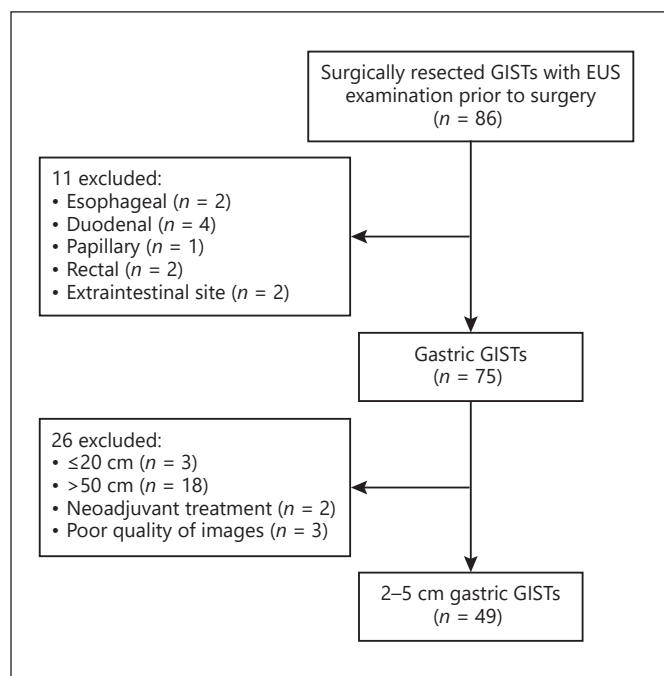 Surgically resected GISTs with EUS
examination prior to surgery
(n = 86)
11 excluded:
• Esophageal (n = 2)
• Duodenal (n = 4)
• Papillary (n = 1)
• Rectal (n = 2)
• Extraintestinal site (n = 2)
Gastric GISTs
(n = 75)
26 excluded:
• ≤20 cm (n = 3)
• >50 cm (n = 18)
• Neoadjuvant treatment (n = 2)
• Poor quality of images (n = 3)
2–5 cm gastric GISTs
(n = 49)